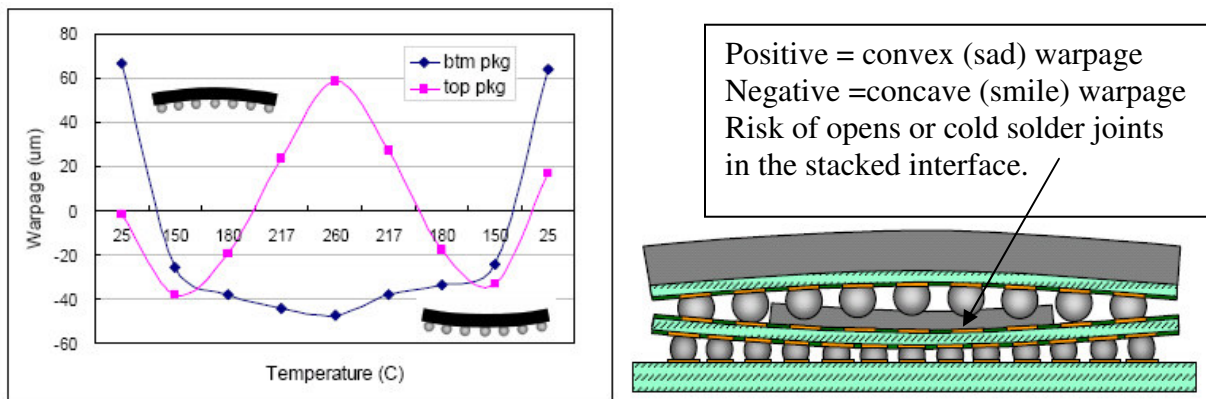 80
60
40
20
0
-20
-40
-60
Warpage (um)
btm pkg
top pkg
25 150 180 217 260 217 180 150 25
Temperature (C)
Positive = convex (sad) warpage
Negative =concave (smile) warpage
Risk of opens or cold solder joints
in the stacked interface.